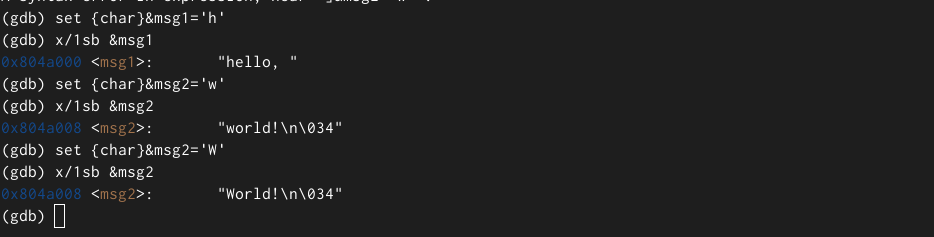 (gdb) set {char}&msg1='h'
(gdb) x/1sb &msg1
0x804a000 <msg1>:       "hello, "
(gdb) set {char}&msg2='w'
(gdb) x/1sb &msg2
0x804a008 <msg2>:       "world!\n\034"
(gdb) set {char}&msg2='W'
(gdb) x/1sb &msg2
0x804a008 <msg2>:       "World!\n\034"
(gdb)